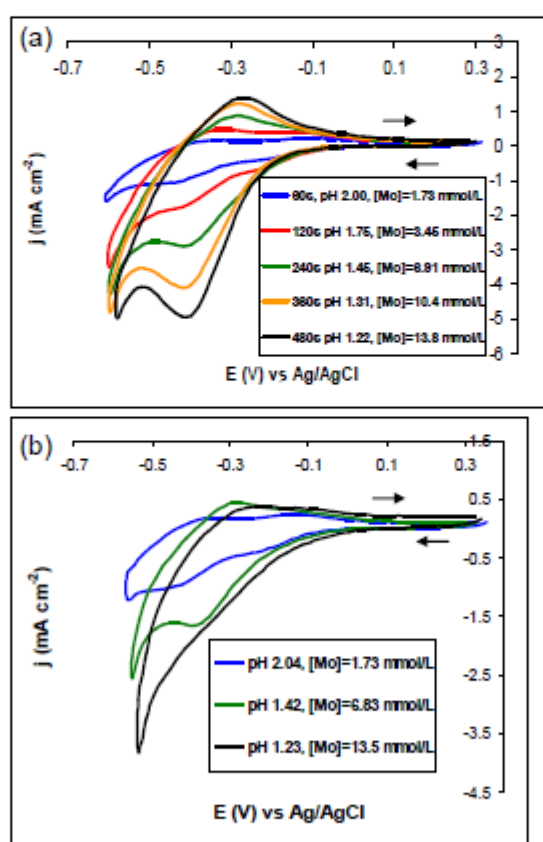 (a)
-0.7 -0.5 -0.3 -0.1 0.1 0.3
3
2
1
0
-1
-2
-3
-4
-5
-6
j (mA cm-2)
60s, pH 2.00, [Mo]=1.73 mmol/L
120s pH 1.75, [Mo]=3.45 mmol/L
240s pH 1.45, [Mo]=6.91 mmol/L
360s pH 1.31, [Mo]=10.4 mmol/L
480s pH 1.22, [Mo]=13.8 mmol/L
E (V) vs Ag/AgCl
(b)
-0.7 -0.5 -0.3 -0.1 0.1 0.3
1.5
0.5
-0.5
-1.5
-2.5
-3.5
-4.5
j (mA cm-2)
pH 2.04, [Mo]=1.73 mmol/L
pH 1.42, [Mo]=6.83 mmol/L
pH 1.23, [Mo]=13.5 mmol/L
E (V) vs Ag/AgCl